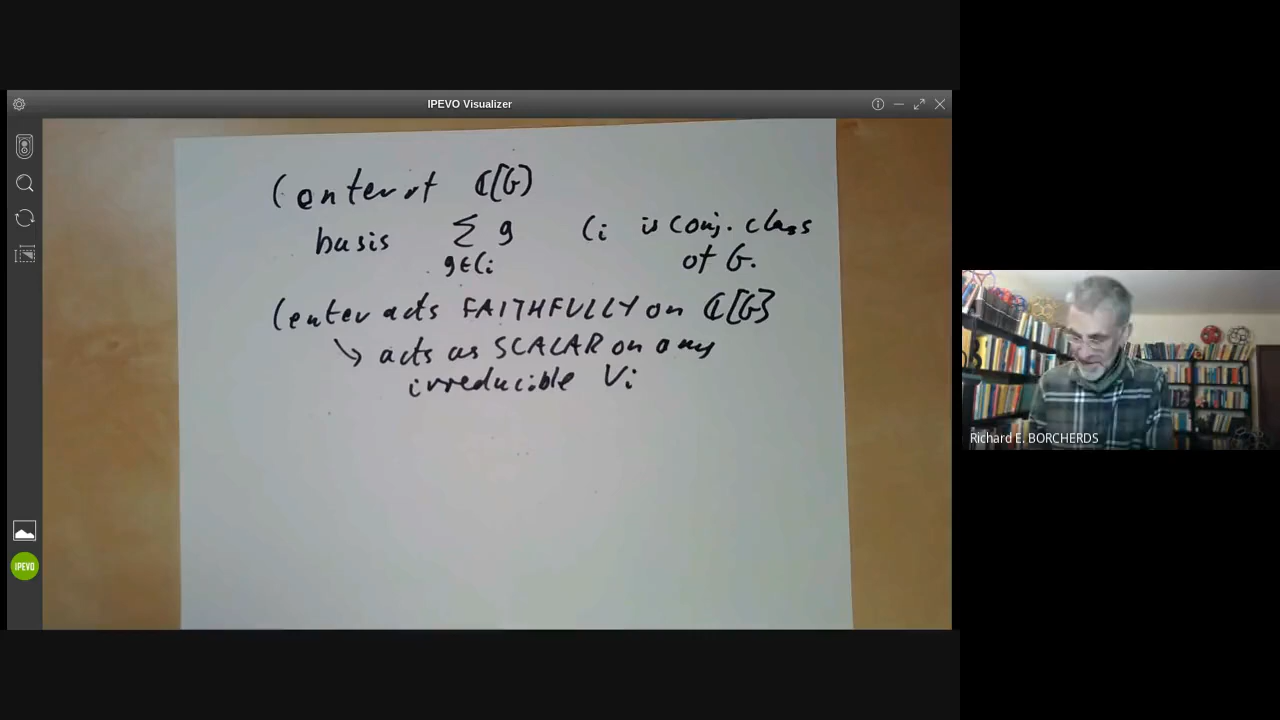 IPEVO Visualizer
Center of ℂ[G]
basis ∑ g Ci is conj. class
g∈Ci of G.
Center acts FAITHFULLY on ℂ[G]
↳ acts as SCALAR on any
irreducible Vi
Richard E. BORCHERDS
IPEVO